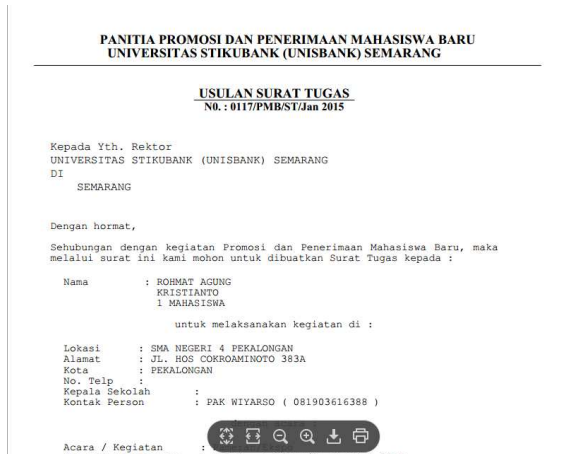 PANITIA PROMOSI DAN PENERIMAAN MAHASISWA BARU
UNIVERSITAS STIKUBANK (UNISBANK) SEMARANG
USULAN SURAT TUGAS
N0. : 0117/PMB/ST/Jan 2015
Kepada Yth. Rektor
UNIVERSITAS STIKUBANK (UNISBANK) SEMARANG
DI
SEMARANG
Dengan hormat,
Sehubungan dengan kegiatan Promosi dan Penerimaan Mahasiswa Baru, maka
melalui surat ini kami mohon untuk dibuatkan Surat Tugas kepada :
Nama : ROHMAT AGUNG
KRISTIANTO
1 MAHASISWA
untuk melaksanakan kegiatan di :
Lokasi : SMA NEGERI 4 PEKALONGAN
Alamat : JL. HOS COKROAMINOTO 383A
Kota : PEKALONGAN
No. Telp :
Kepala Sekolah :
Kontak Person : PAK WIYARSO ( 081903616388 )
Acara / Kegiatan :